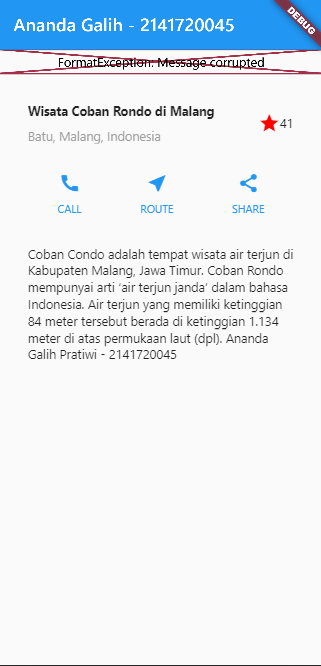 Ananda Galih - 2141720045
DEBUG
FormatException: Message corrupted
Wisata Coban Rondo di Malang
Batu, Malang, Indonesia
41
CALL
ROUTE
SHARE
Coban Condo adalah tempat wisata air terjun di
Kabupaten Malang, Jawa Timur. Coban Rondo
mempunyai arti ‘air terjun janda’ dalam bahasa
Indonesia. Air terjun yang memiliki ketinggian
84 meter tersebut berada di ketinggian 1.134
meter di atas permukaan laut (dpl). Ananda
Galih Pratiwi - 2141720045